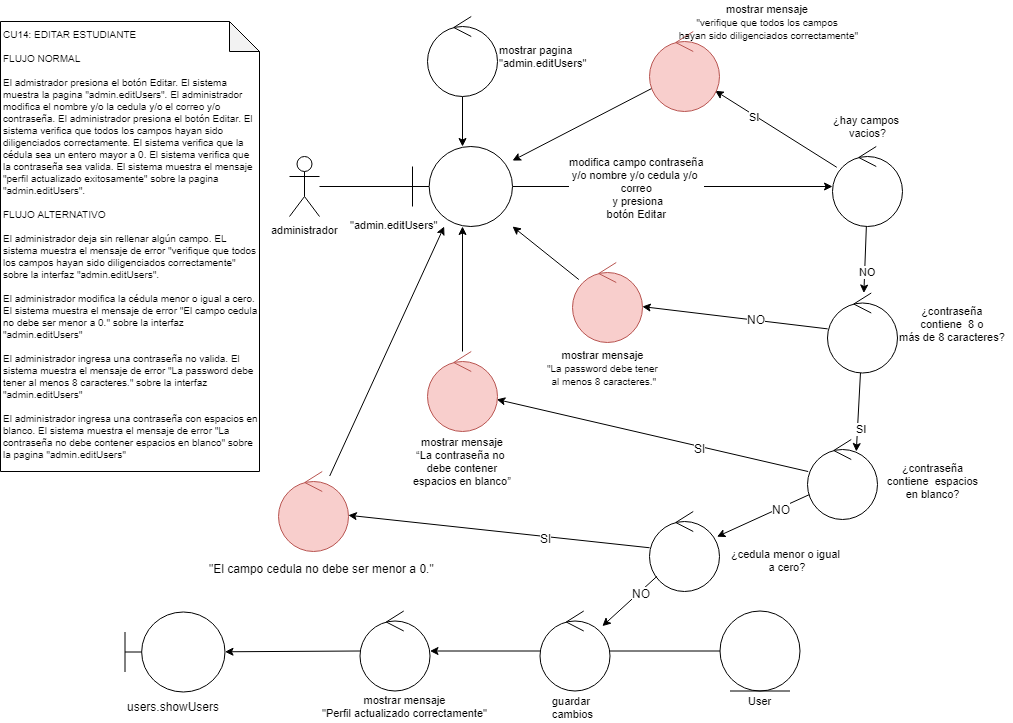 CU14: EDITAR ESTUDIANTE
FLUJO NORMAL
El admistrador presiona el botón Editar. El sistema
muestra la pagina "admin.editUsers". El administrador
modifica el nombre y/o la cedula y/o el correo y/o
contraseña. El administrador presiona el botón Editar. El
sistema verifica que todos los campos hayan sido
diligenciados correctamente. El sistema verifica que la
cédula sea un entero mayor a 0. El sistema verifica que
la contraseña sea valida. El sistema muestra el mensaje
"perfil actualizado exitosamente" sobre la pagina
"admin.editUsers".
FLUJO ALTERNATIVO
El administrador deja sin rellenar algún campo. EL
sistema muestra el mensaje de error "verifique que todos
los campos hayan sido diligenciados correctamente"
sobre la interfaz "admin.editUsers".
El administrador modifica la cédula menor o igual a cero.
El sistema muestra el mensaje de error "El campo cedula
no debe ser menor a 0." sobre la interfaz
"admin.editUsers"
El administrador ingresa una contraseña no valida. El
sistema muestra el mensaje de error "La password debe
tener al menos 8 caracteres." sobre la interfaz
"admin.editUsers"
El administrador ingresa una contraseña con espacios en
blanco. El sistema muestra el mensaje de error "La
contraseña no debe contener espacios en blanco" sobre
la pagina "admin.editUsers"
mostrar pagina
"admin.editUsers"
mostrar mensaje
"verifique que todos los campos
hayan sido diligenciados correctamente"
SI
¿hay campos
vacios?
administrador
"admin.editUsers"
modifica campo contraseña
y/o nombre y/o cedula y/o
correo
y presiona
botón Editar
NO
¿contraseña
contiene 8 o
más de 8 caracteres?
NO
mostrar mensaje
"La password debe tener
al menos 8 caracteres."
SI
¿contraseña
contiene espacios
en blanco?
SI
mostrar mensaje
“La contraseña no
debe contener
espacios en blanco”
NO
¿cedula menor o igual
a cero?
SI
"El campo cedula no debe ser menor a 0."
NO
users.showUsers
mostrar mensaje
"Perfil actualizado correctamente"
guardar
cambios
User